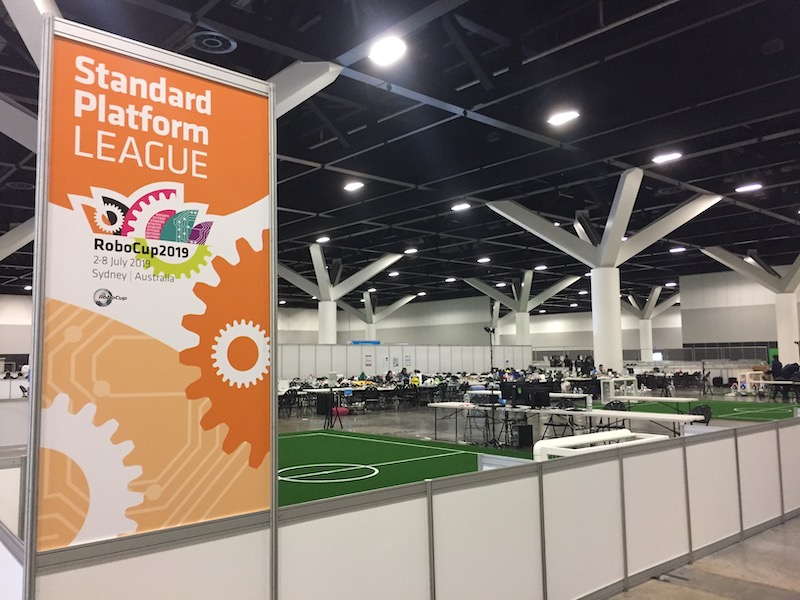 Standard
Platform
LEAGUE
RoboCup2019
2-8 July 2019
Sydney | Australia
RoboCup